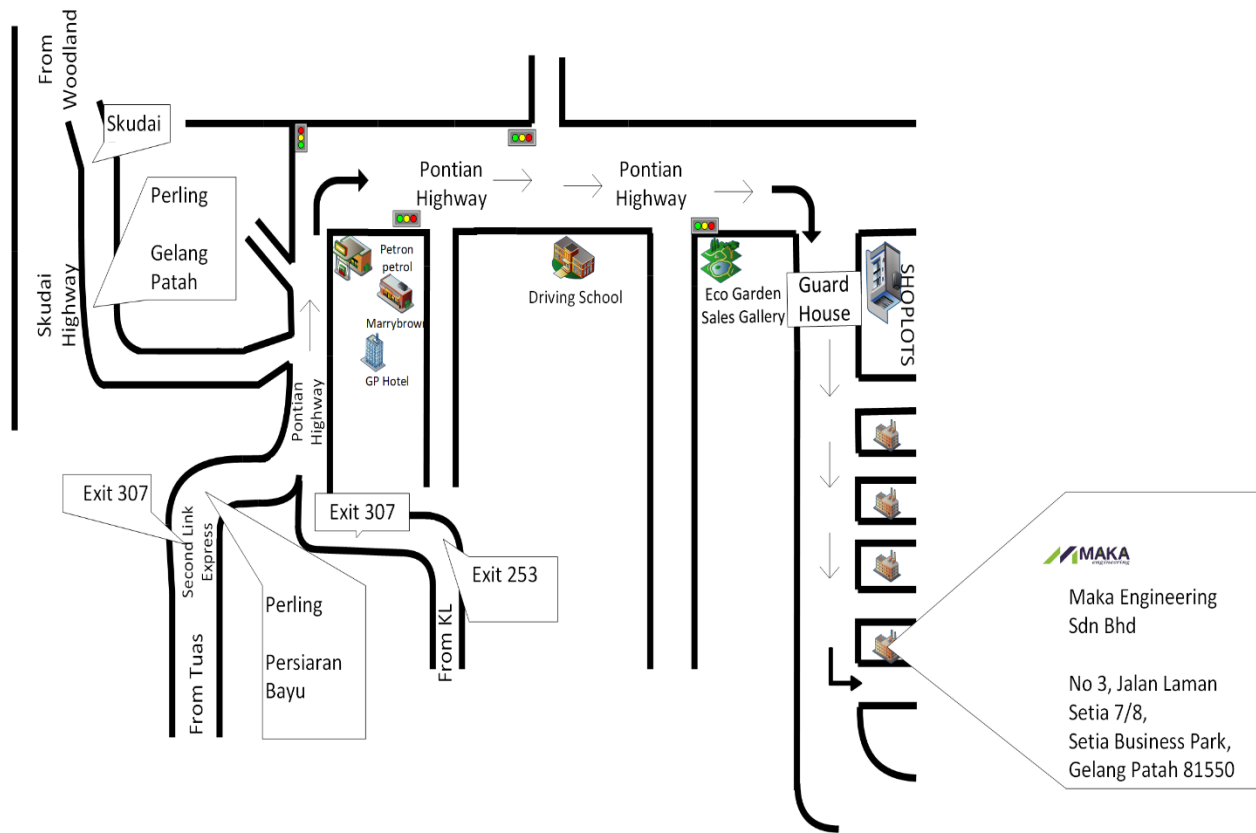 From
Woodland
Skudai
Perling
Gelang
Patah
Skudai
Highway
Pontian
Highway
Pontian
Highway
Petron
petrol
Marrybrown
GP Hotel
Driving School
Eco Garden
Sales Gallery
Guard
House
SHOPLOTS
Pontian
Highway
Exit 307
Second Link
Express
From Tuas
Perling
Persiaran
Bayu
Exit 307
Exit 253
From KL
MAKA
engineering
Maka Engineering
Sdn Bhd
No 3, Jalan Laman
Setia 7/8,
Setia Business Park,
Gelang Patah 81550